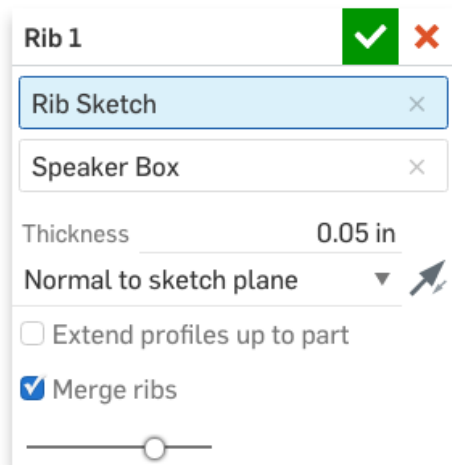 Rib 1
Rib Sketch
Speaker Box
Thickness 0.05 in
Normal to sketch plane
Extend profiles up to part
Merge ribs